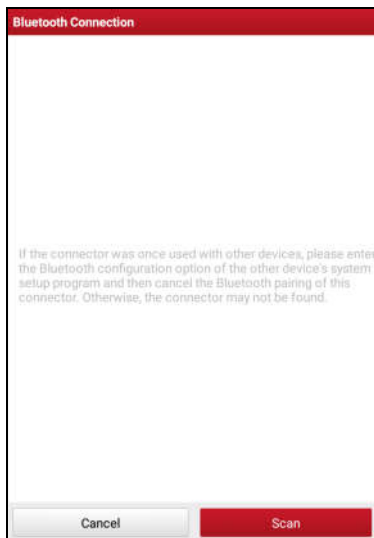 Bluetooth Connection
If the connector was once used with other devices, please enter
the Bluetooth configuration option of the other device's system
setup program and then cancel the Bluetooth pairing of this
connector. Otherwise, the connector may not be found.
Cancel
Scan